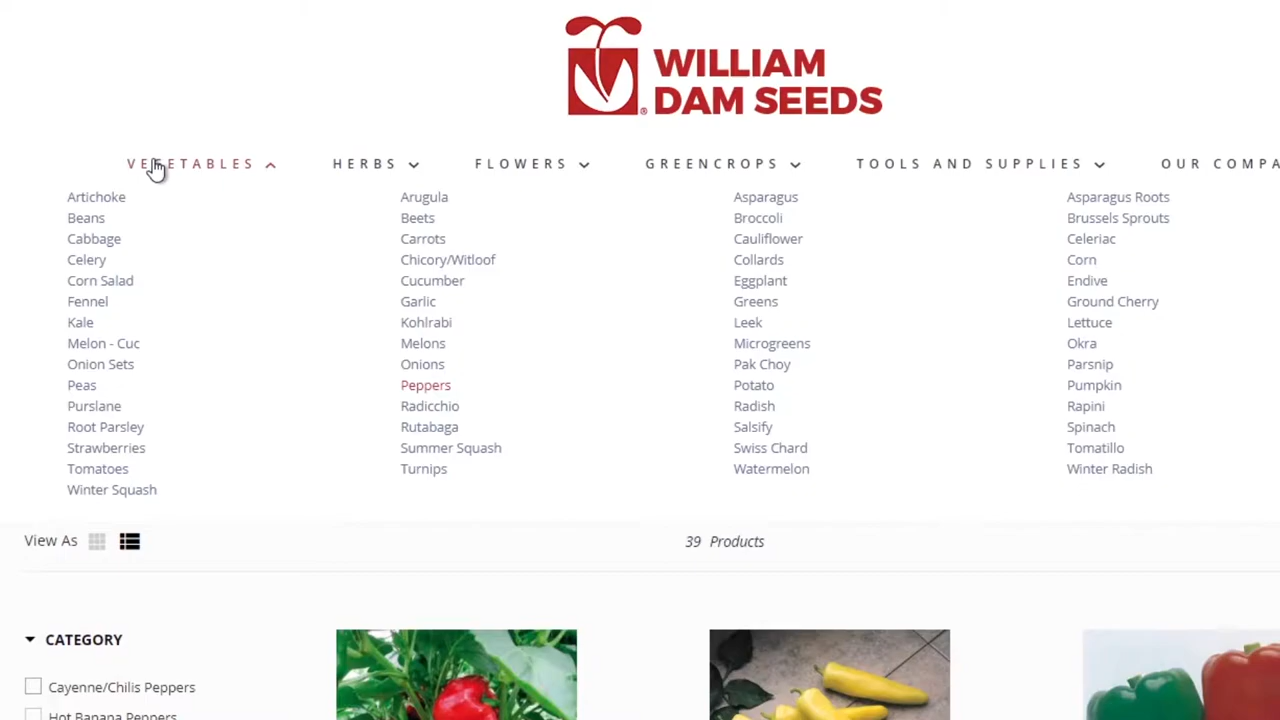 WILLIAM
DAM SEEDS
VEGETABLES HERBS FLOWERS GREENCROPS TOOLS AND SUPPLIES OUR COMPA
Artichoke Arugula Asparagus Asparagus Roots
Beans Beets Broccoli Brussels Sprouts
Cabbage Carrots Cauliflower Celeriac
Celery Chicory/Witloof Collards Corn
Corn Salad Cucumber Eggplant Endive
Fennel Garlic Greens Ground Cherry
Kale Kohlrabi Leek Lettuce
Melon - Cuc Melons Microgreens Okra
Onion Sets Onions Pak Choy Parsnip
Peas Peppers Potato Pumpkin
Purslane Radicchio Radish Rapini
Root Parsley Rutabaga Salsify Spinach
Strawberries Summer Squash Swiss Chard Tomatillo
Tomatoes Turnips Watermelon Winter Radish
Winter Squash
View As 39 Products
CATEGORY
Cayenne/Chilis Peppers
Hot Banana Peppers